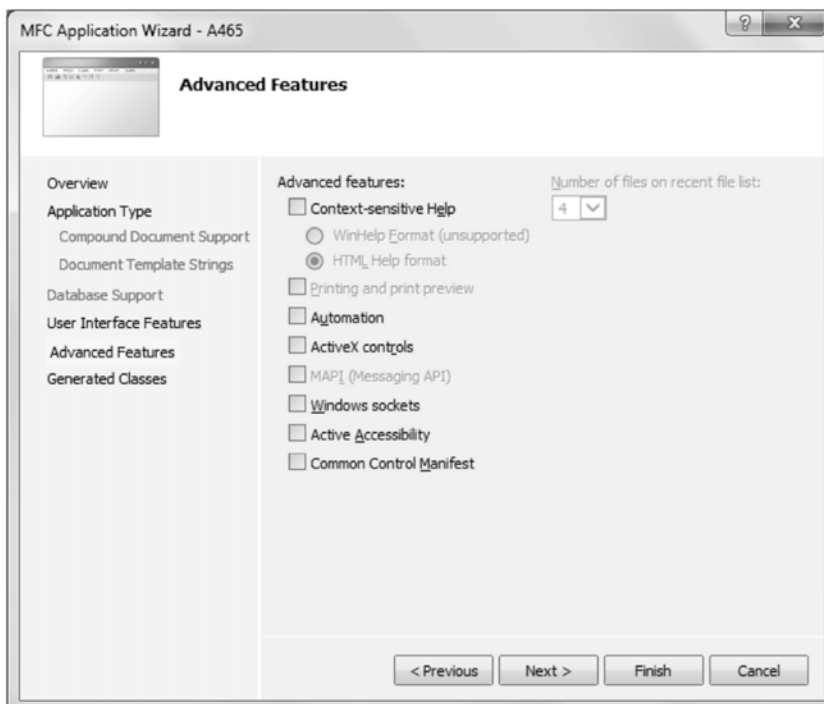 MFC Application Wizard - A465
?
Advanced Features
Overview
Application Type
Compound Document Support
Document Template Strings
Database Support
User Interface Features
Advanced Features
Generated Classes
Advanced features:
Context-sensitive Help
WinHelp Format (unsupported)
HTML Help format
Printing and print preview
Automation
ActiveX controls
MAPI (Messaging API)
Windows sockets
Active Accessibility
Common Control Manifest
Number of files on recent file list:
4
< Previous
Next >
Finish
Cancel